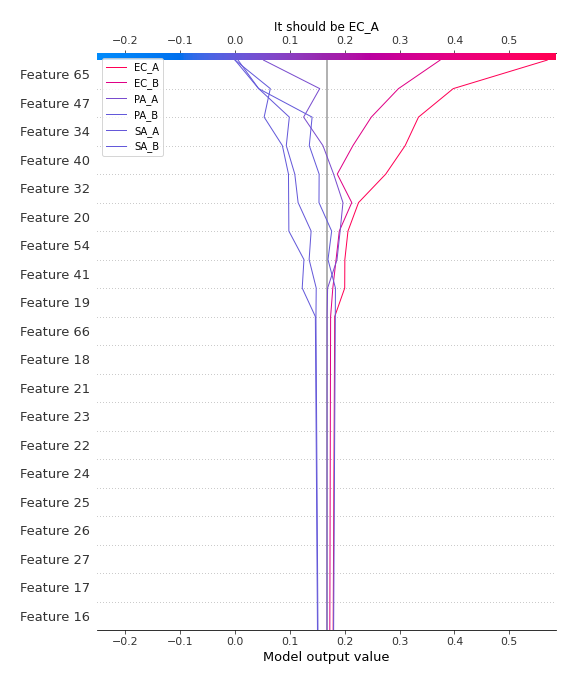 It should be EC_A
−0.2 −0.1 0.0 0.1 0.2 0.3 0.4 0.5
EC_A
EC_B
PA_A
PA_B
SA_A
SA_B
Feature 65
Feature 47
Feature 34
Feature 40
Feature 32
Feature 20
Feature 54
Feature 41
Feature 19
Feature 66
Feature 18
Feature 21
Feature 23
Feature 22
Feature 24
Feature 25
Feature 26
Feature 27
Feature 17
Feature 16
−0.2 −0.1 0.0 0.1 0.2 0.3 0.4 0.5
Model output value